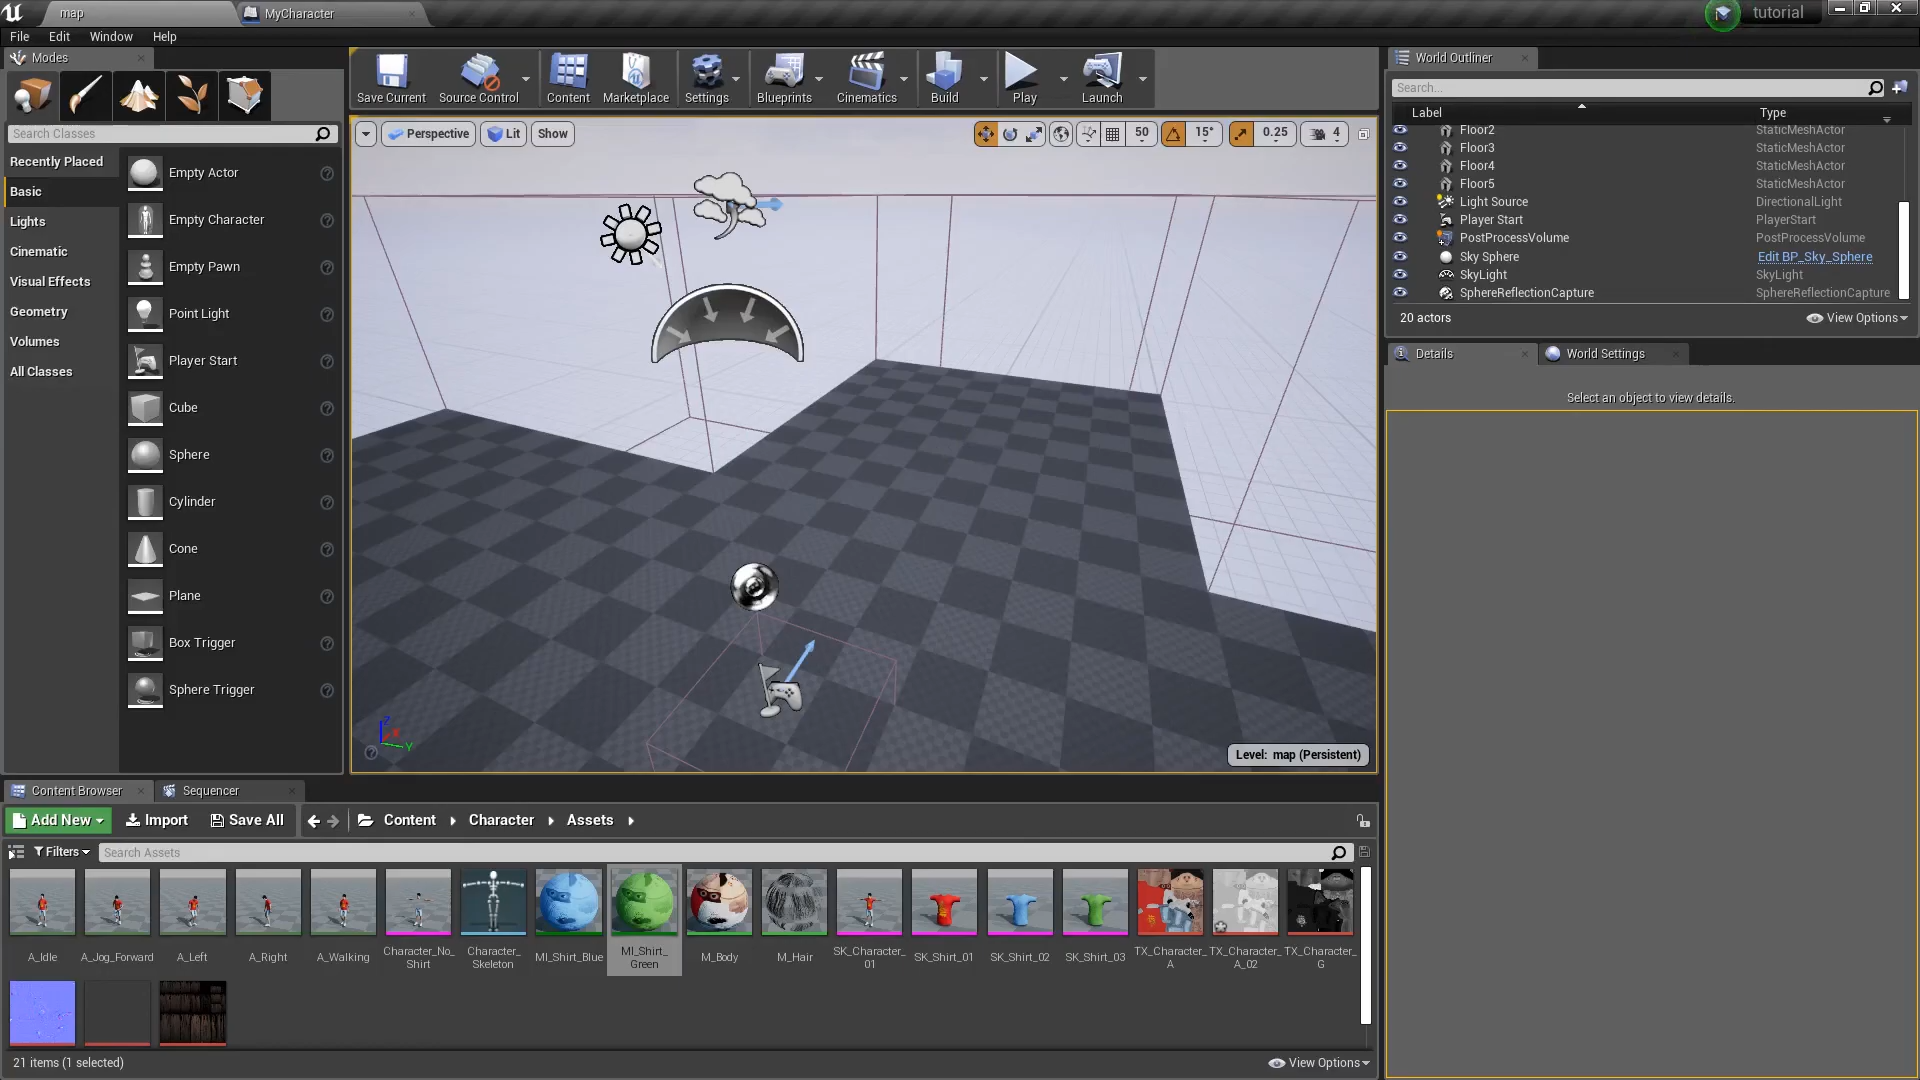 map
MyCharacter
tutorial
File Edit Window Help
Modes
Save Current
Source Control
Content
Marketplace
Settings
Blueprints
Cinematics
Build
Play
Launch
World Outliner
Search...
Label
Type
Floor2 StaticMeshActor
Floor3 StaticMeshActor
Floor4 StaticMeshActor
Floor5 StaticMeshActor
Light Source DirectionalLight
Player Start PlayerStart
PostProcessVolume PostProcessVolume
Sky Sphere Edit BP_Sky_Sphere
SkyLight SkyLight
SphereReflectionCapture SphereReflectionCapture
20 actors
View Options
Details
World Settings
Select an object to view details.
Search Classes
Recently Placed
Basic
Lights
Cinematic
Visual Effects
Geometry
Volumes
All Classes
Empty Actor
Empty Character
Empty Pawn
Point Light
Player Start
Cube
Sphere
Cylinder
Cone
Plane
Box Trigger
Sphere Trigger
Perspective
Lit
Show
50
15°
0.25
4
Z
X
Y
Level: map (Persistent)
Content Browser
Sequencer
Add New
Import
Save All
Content
Character
Assets
Filters
Search Assets
A_Idle
A_Jog_Forward
A_Left
A_Right
A_Walking
Character_No_
Shirt
Character_
Skeleton
MI_Shirt_Blue
MI_Shirt_
Green
M_Body
M_Hair
SK_Character_
01
SK_Shirt_01
SK_Shirt_02
SK_Shirt_03
TX_Character_
A
TX_Character_
A_02
TX_Character_
G
21 items (1 selected)
View Options